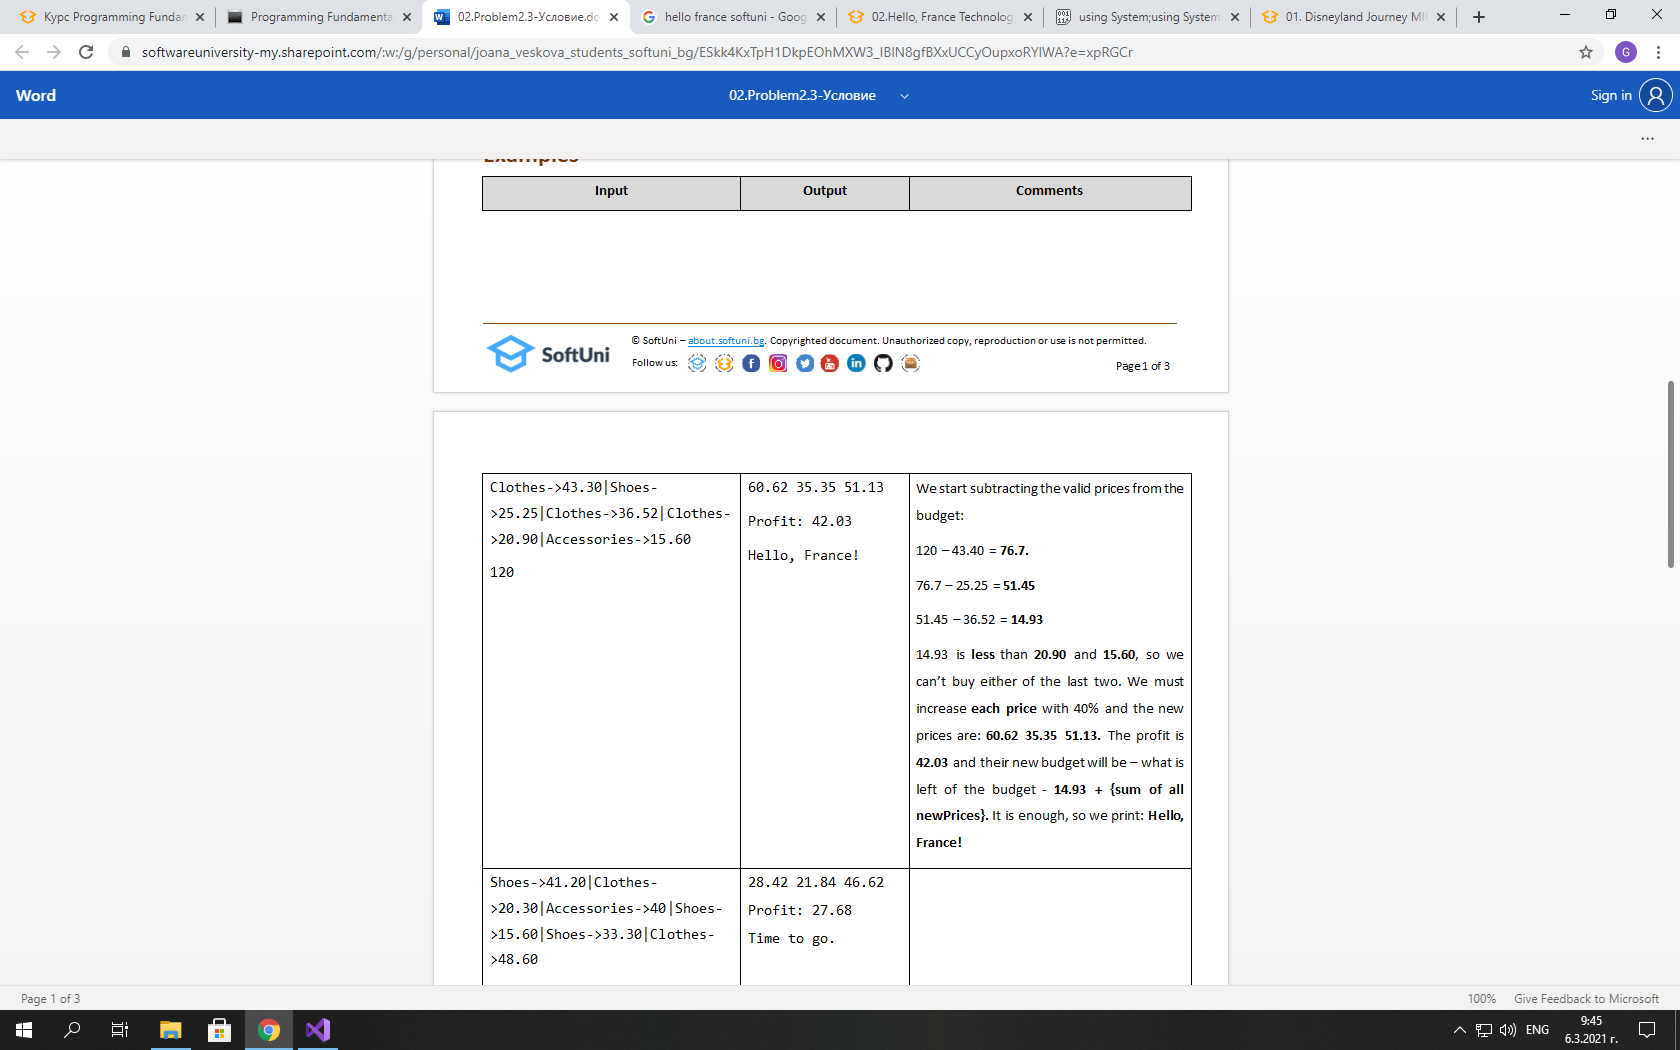 Курс Programming Fundan
Programming Fundamenta
02.Problem2.3-Условие.do
hello france softuni - Goog
02.Hello, France Technolog
using System;using System
01. Disneyland Journey MI
softwareuniversity-my.sharepoint.com/:w:/g/personal/joana_veskova_students_softuni_bg/ESkk4KxTpH1DkpEOhMXW3_IBIN8gfBXxUCCyOupxoRYlWA?e=xpRGCr
G
Word
02.Problem2.3-Условие
Sign in
Examples
Input Output Comments
SoftUni
© SoftUni – about.softuni.bg. Copyrighted document. Unauthorized copy, reproduction or use is not permitted.
Follow us:
Page 1 of 3
Clothes->43.30|Shoes-
>25.25|Clothes->36.52|Clothes-
>20.90|Accessories->15.60
120
60.62 35.35 51.13
Profit: 42.03
Hello, France!
We start subtracting the valid prices from the
budget:
120 – 43.40 = 76.7.
76.7 – 25.25 = 51.45
51.45 – 36.52 = 14.93
14.93 is less than 20.90 and 15.60, so we
can’t buy either of the last two. We must
increase each price with 40% and the new
prices are: 60.62 35.35 51.13. The profit is
42.03 and their new budget will be – what is
left of the budget - 14.93 + {sum of all
newPrices}. It is enough, so we print: Hello,
France!
Shoes->41.20|Clothes-
>20.30|Accessories->40|Shoes-
>15.60|Shoes->33.30|Clothes-
>48.60
28.42 21.84 46.62
Profit: 27.68
Time to go.
Page 1 of 3
100% Give Feedback to Microsoft
ENG
9:45
6.3.2021 г.